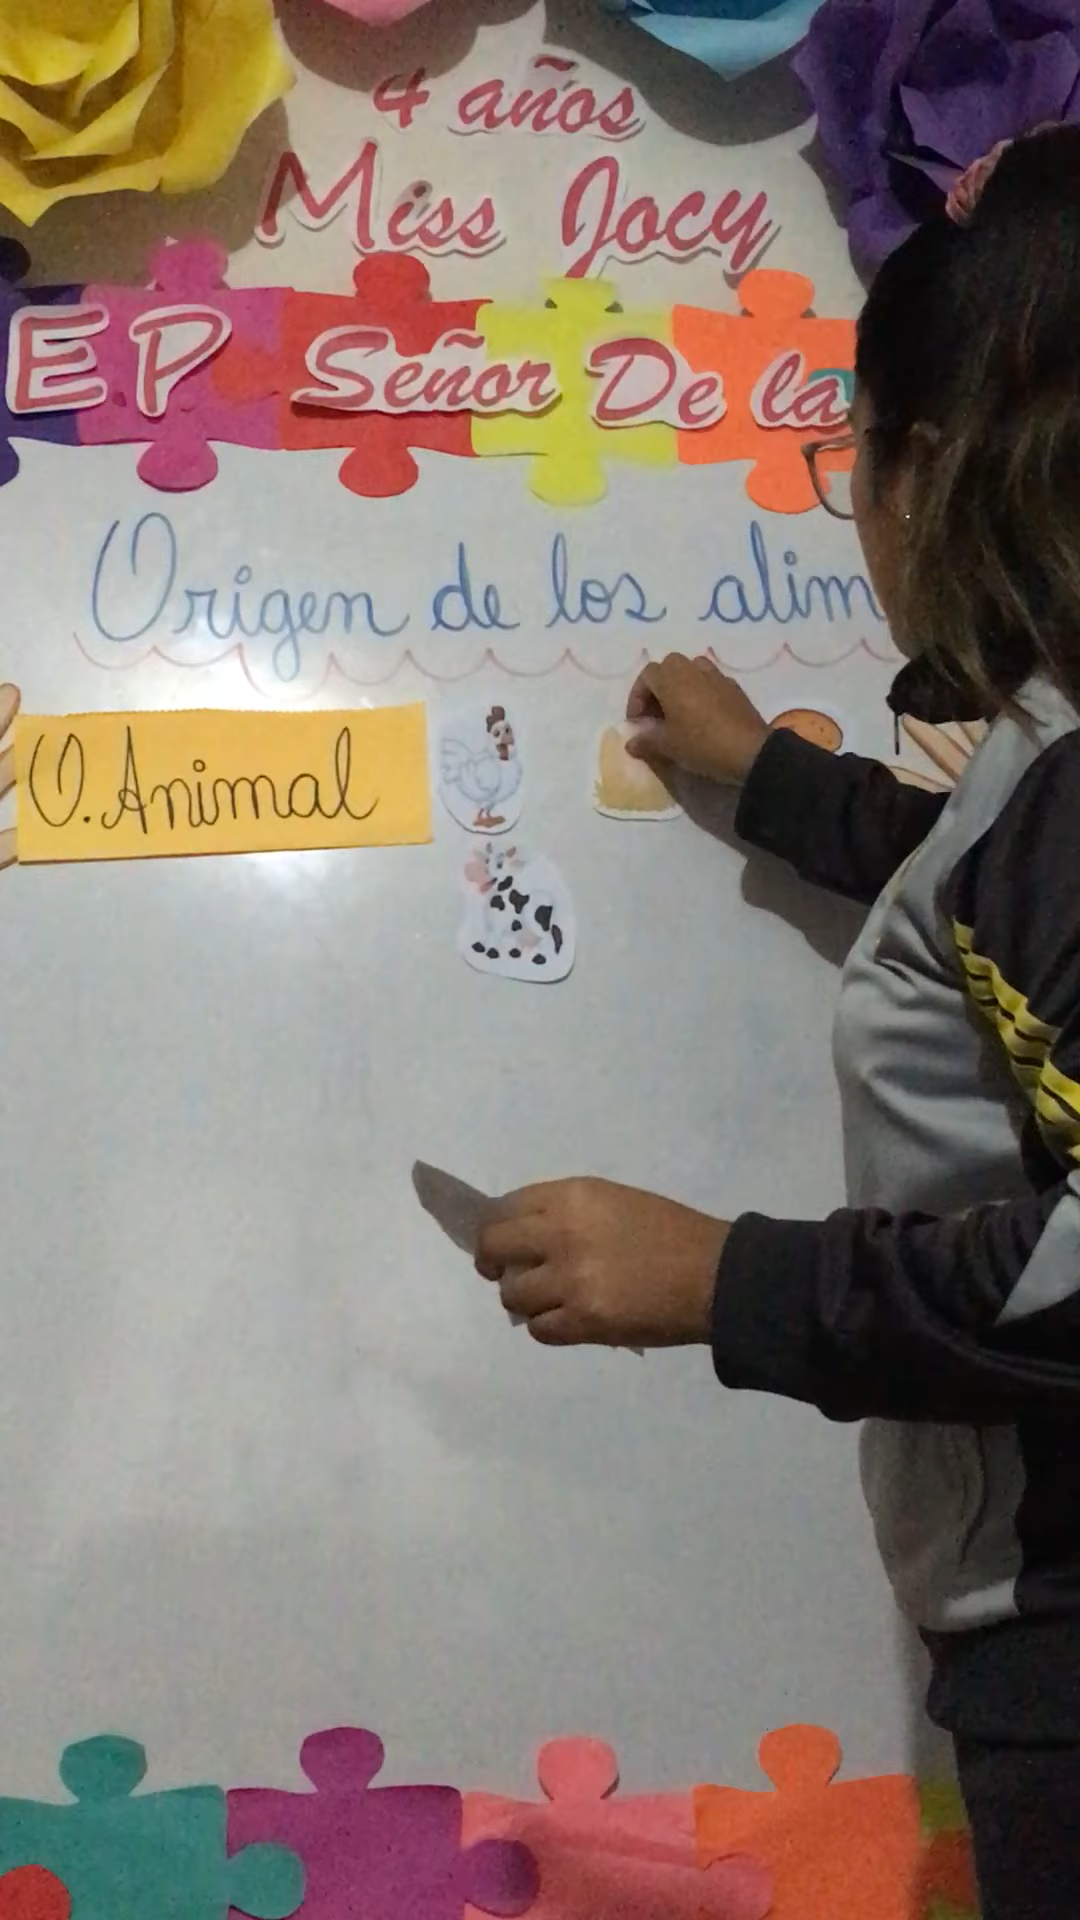 4 años
Miss Jocy
EP Señor De la
Origen de los alim
O. Animal